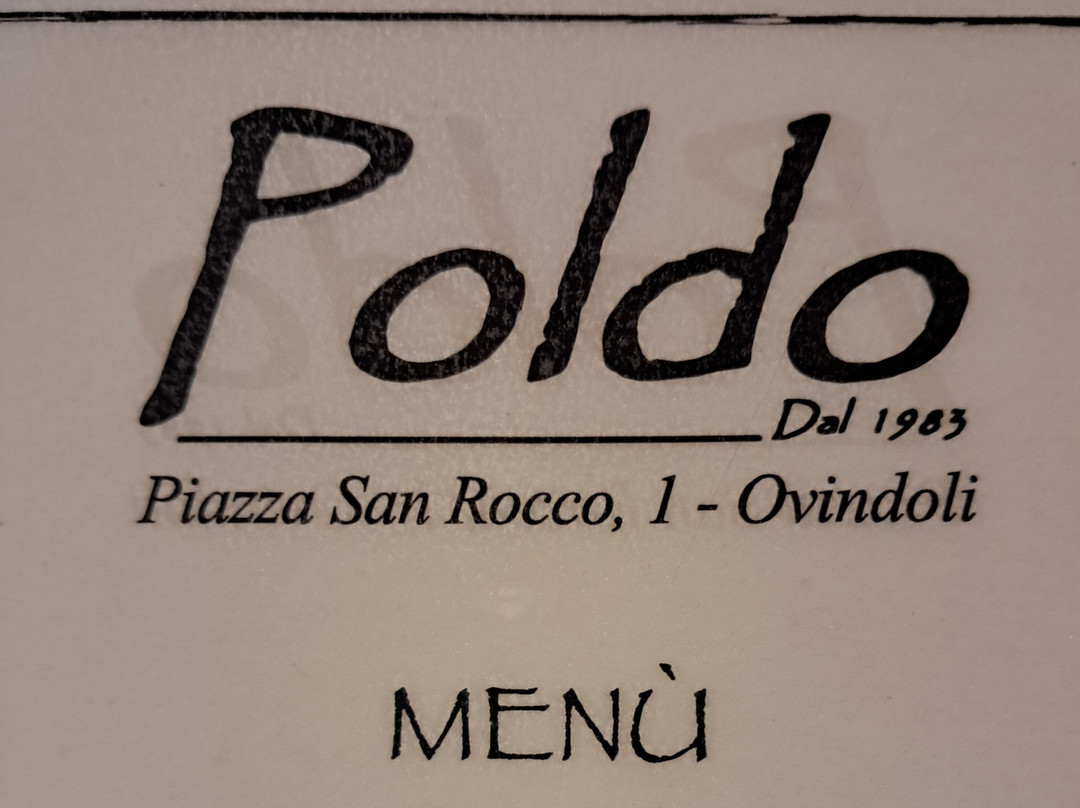 Poldo
Dal 1983
Piazza San Rocco, 1 - Ovindoli
MENÙ